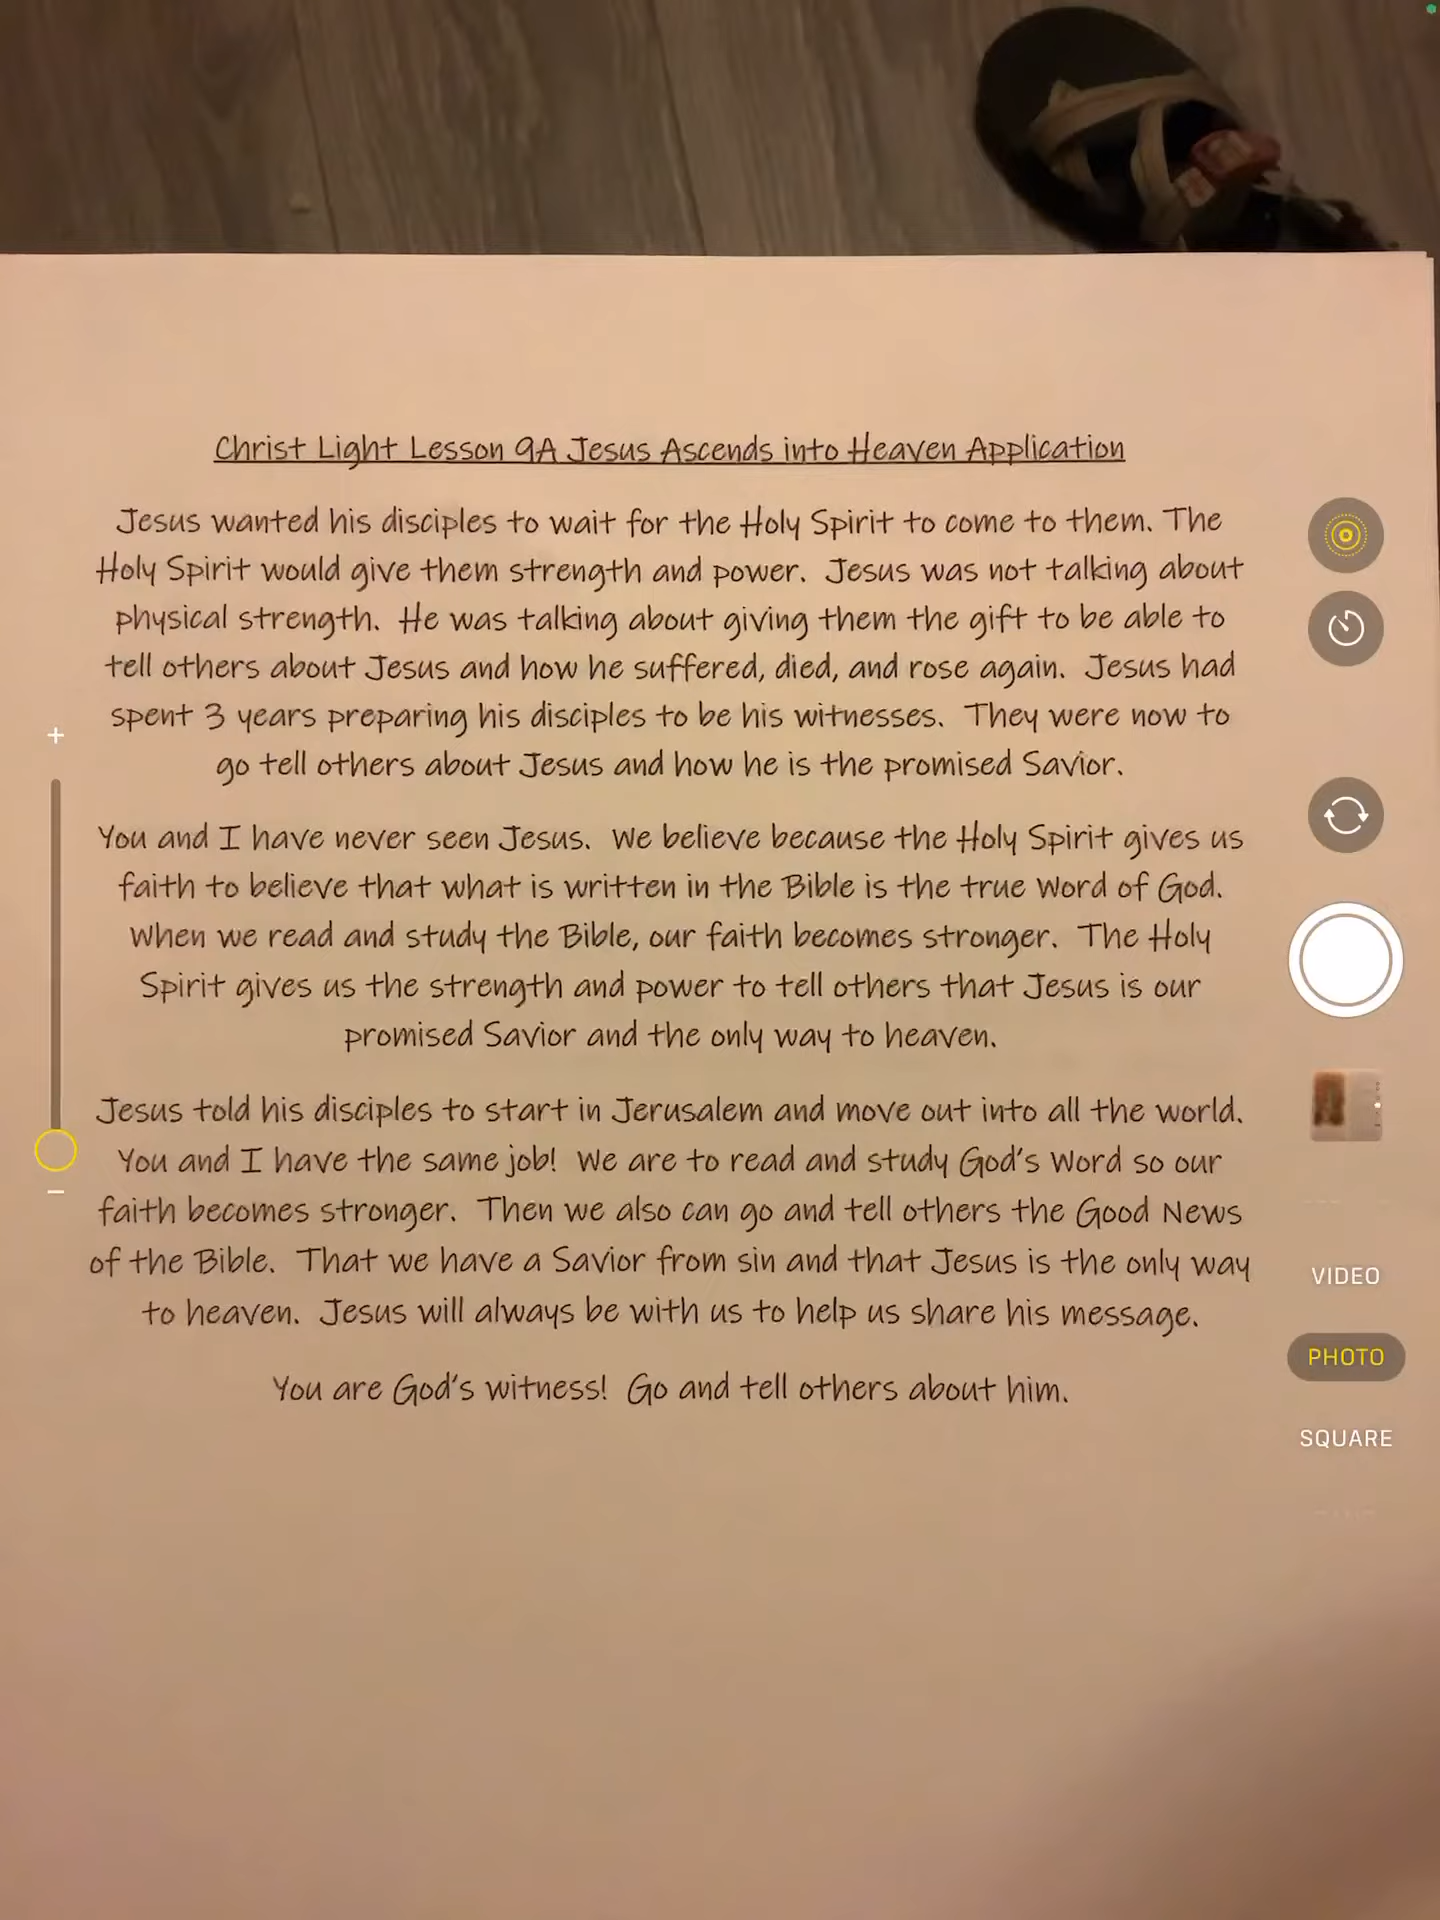 Christ Light Lesson 9A Jesus Ascends into Heaven Application
Jesus wanted his disciples to wait for the Holy Spirit to come to them. The
Holy Spirit would give them strength and power. Jesus was not talking about
physical strength. He was talking about giving them the gift to be able to
tell others about Jesus and how he suffered, died, and rose again. Jesus had
spent 3 years preparing his disciples to be his witnesses. They were now to
go tell others about Jesus and how he is the promised Savior.
You and I have never seen Jesus. We believe because the Holy Spirit gives us
faith to believe that what is written in the Bible is the true Word of God.
When we read and study the Bible, our faith becomes stronger. The Holy
Spirit gives us the strength and power to tell others that Jesus is our
promised Savior and the only way to heaven.
Jesus told his disciples to start in Jerusalem and move out into all the world.
You and I have the same job! We are to read and study God's Word so our
faith becomes stronger. Then we also can go and tell others the Good News
of the Bible. That we have a Savior from sin and that Jesus is the only way
to heaven. Jesus will always be with us to help us share his message.
You are God's witness! Go and tell others about him.
VIDEO
PHOTO
SQUARE